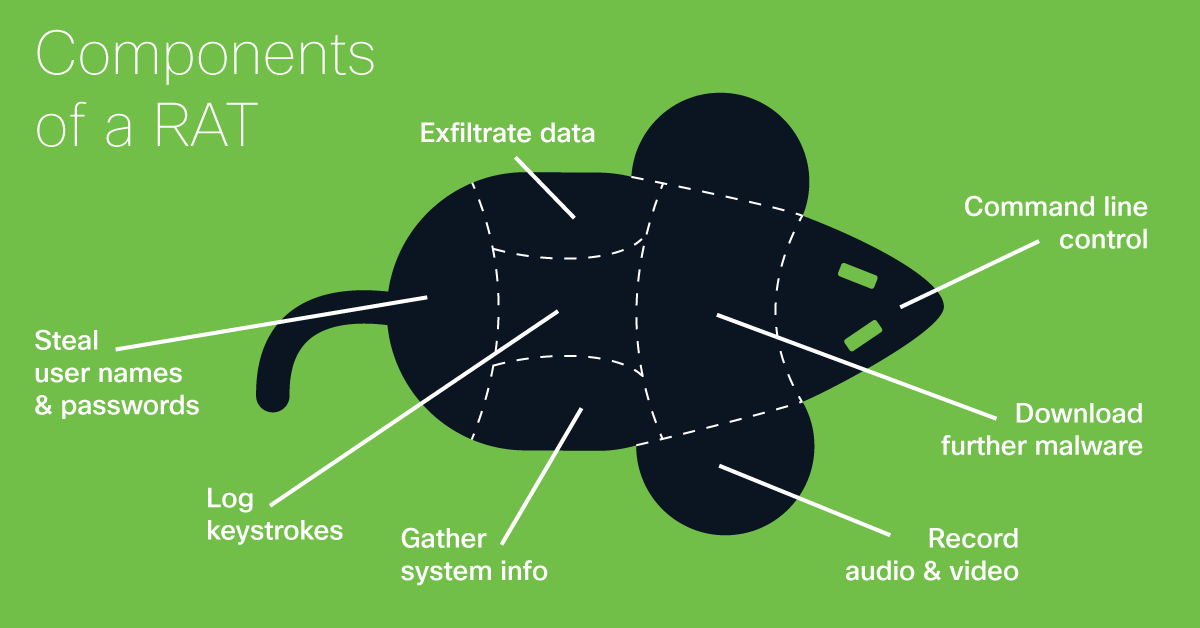 Components
of a RAT
Exfiltrate data
Command line
control
Steal
user names
& passwords
Download
further malware
Log
keystrokes
Gather
system info
Record
audio & video